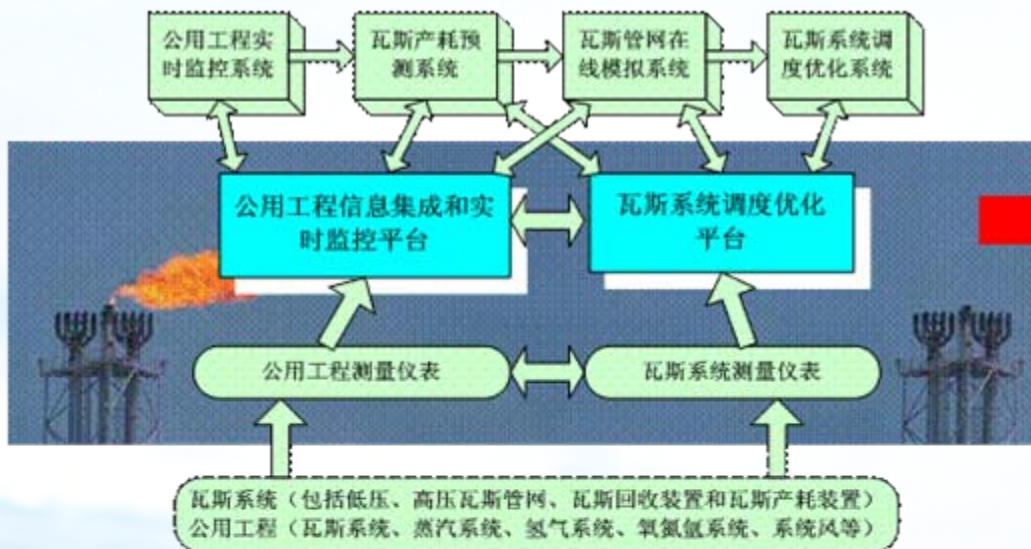 公用工程实
时监控系统
瓦斯产耗预
测系统
瓦斯管网在
线模拟系统
瓦斯系统调
度优化系统
公用工程信息集成和实
时监控平台
瓦斯系统调度优化
平台
公用工程测量仪表
瓦斯系统测量仪表
瓦斯系统（包括低压、高压瓦斯管网、瓦斯回收装置和瓦斯产耗装置）
公用工程（瓦斯系统、蒸汽系统、氢气系统、氧氮氩系统、系统风等）